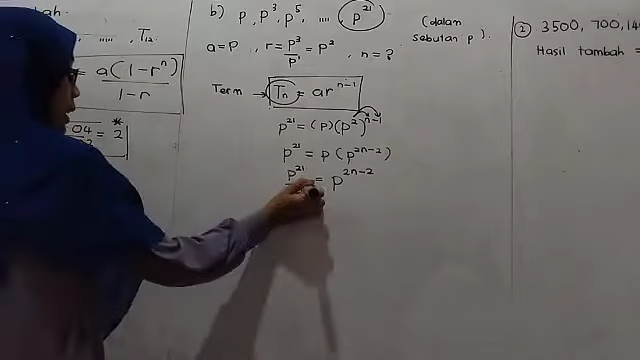 ....., T₁₂
= a(1-rⁿ)
1-r
04 = 2*
b) p, p³, p⁵, ....., p²¹
(dalam sebutan p).
a = p, r = p³/p¹ = p², n = ?
Term → Tn = arⁿ⁻¹
p²¹ = (p)(p²)ⁿ⁻¹
p²¹ = p(p²ⁿ⁻²)
p²¹ = p²ⁿ⁻²
② 3500, 700, 14
Hasil tambah =